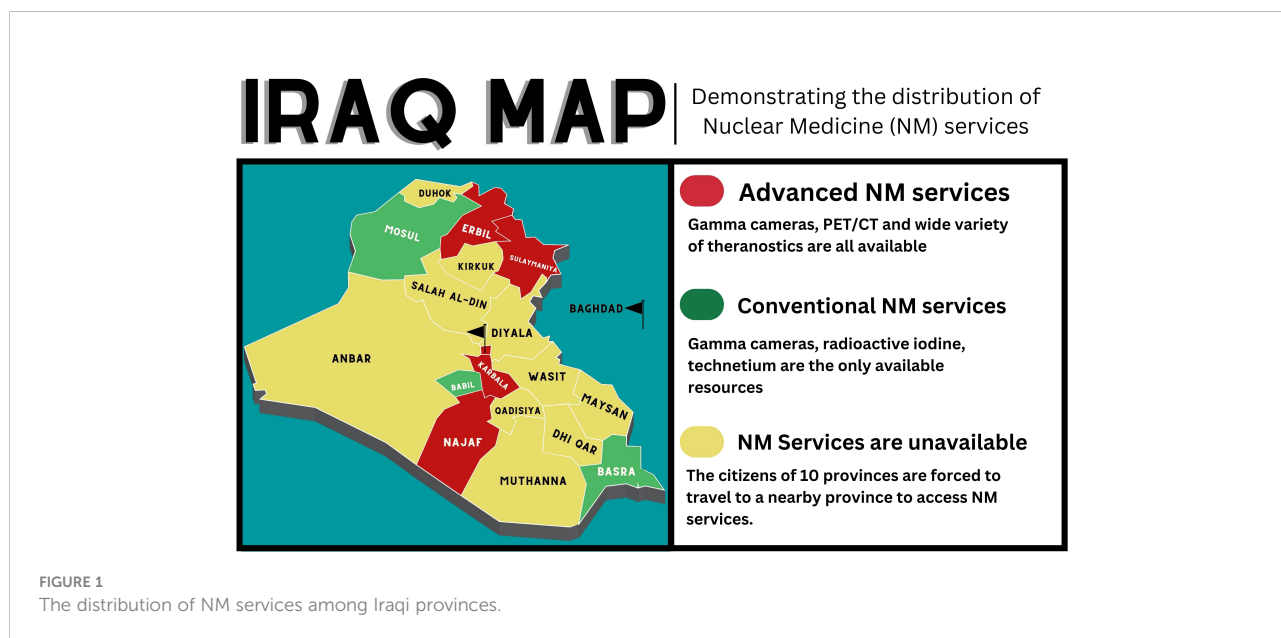 IRAQ MAP
Demonstrating the distribution of
Nuclear Medicine (NM) services
DUHOK
MOSUL
ERBIL
SULAYMANIYA
KIRKUK
SALAH AL-DIN
BAGHDAD
DIYALA
ANBAR
KARBALA
WASIT
BABIL
MAYSAN
QADISIYA
DHI QAR
NAJAF
BASRA
MUTHANNA
Advanced NM services
Gamma cameras, PET/CT and wide variety
of theranostics are all available
Conventional NM services
Gamma cameras, radioactive iodine,
technetium are the only available
resources
NM Services are unavailable
The citizens of 10 provinces are forced to
travel to a nearby province to access NM
services.
FIGURE 1
The distribution of NM services among Iraqi provinces.